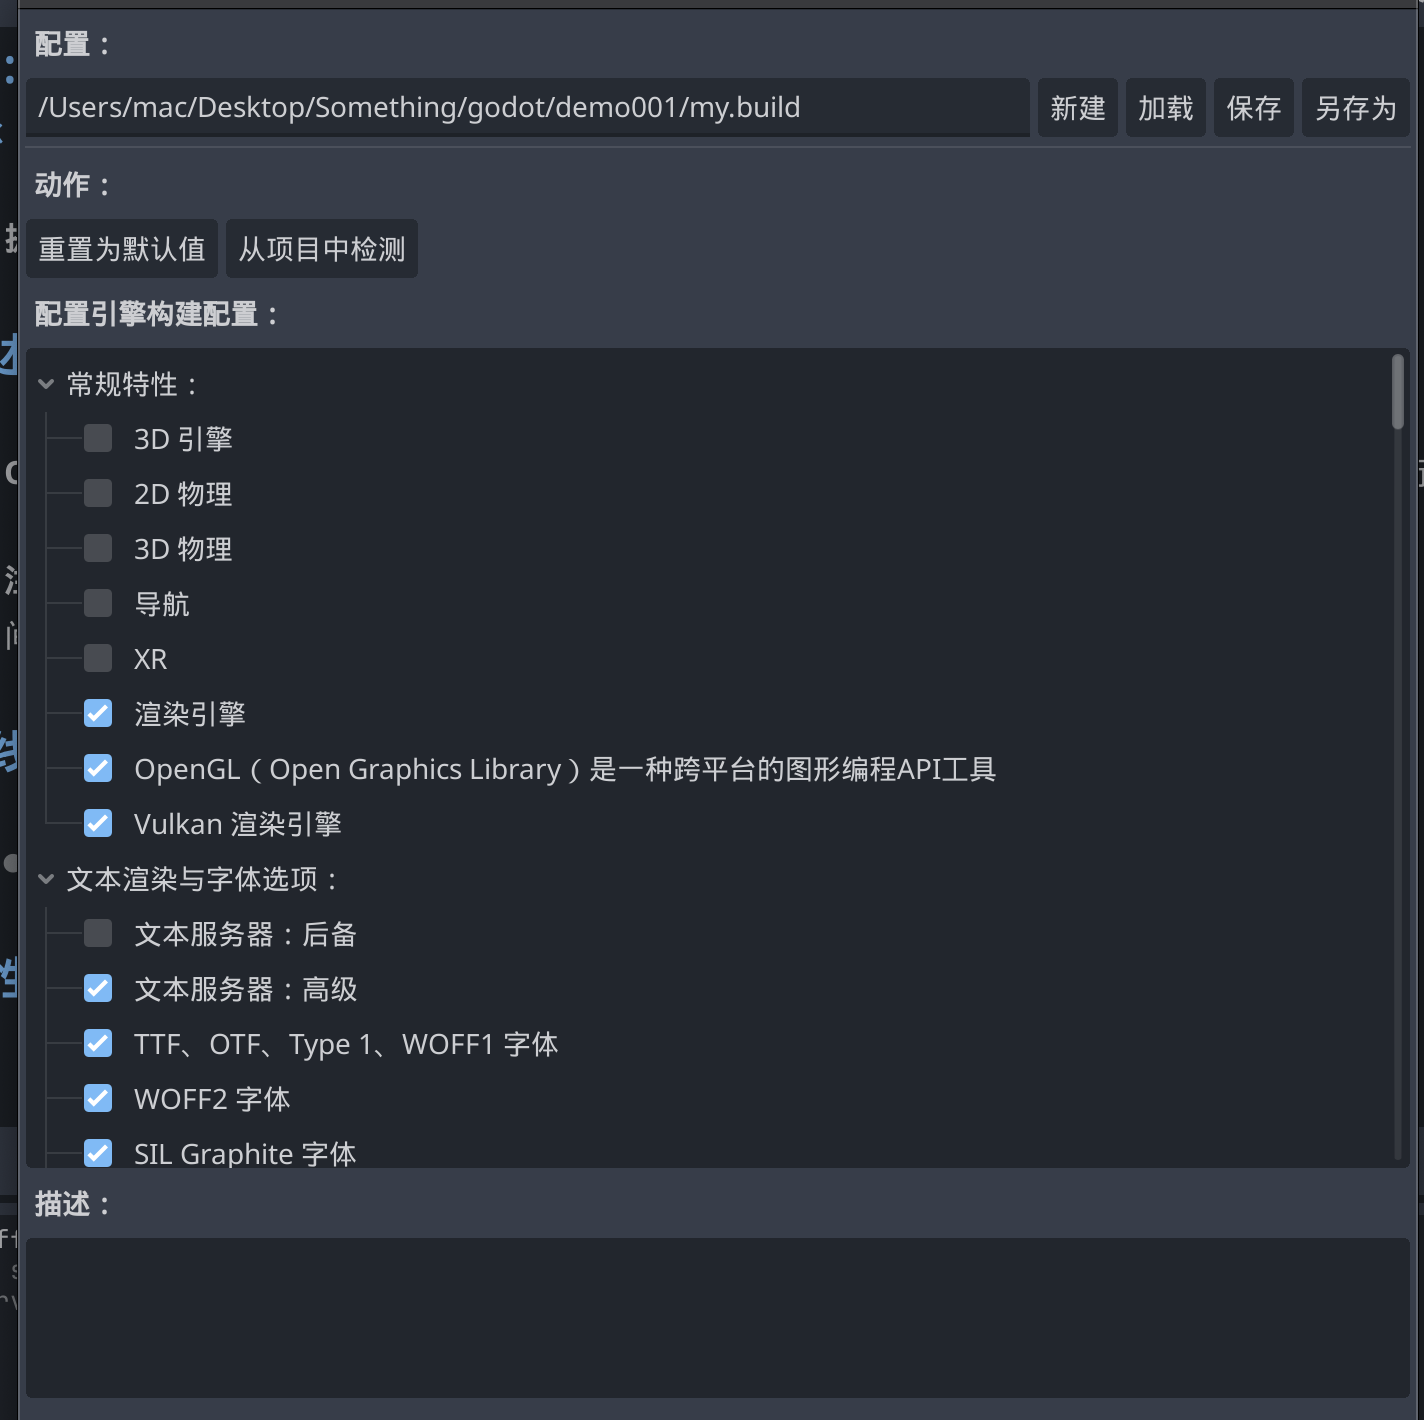 配置：
/Users/mac/Desktop/Something/godot/demo001/my.build 新建 加载 保存 另存为
动作：
重置为默认值 从项目中检测
配置引擎构建配置：
常规特性：
3D 引擎
2D 物理
3D 物理
导航
XR
渲染引擎
OpenGL（Open Graphics Library）是一种跨平台的图形编程API工具
Vulkan 渲染引擎
文本渲染与字体选项：
文本服务器：后备
文本服务器：高级
TTF、OTF、Type 1、WOFF1 字体
WOFF2 字体
SIL Graphite 字体
描述：